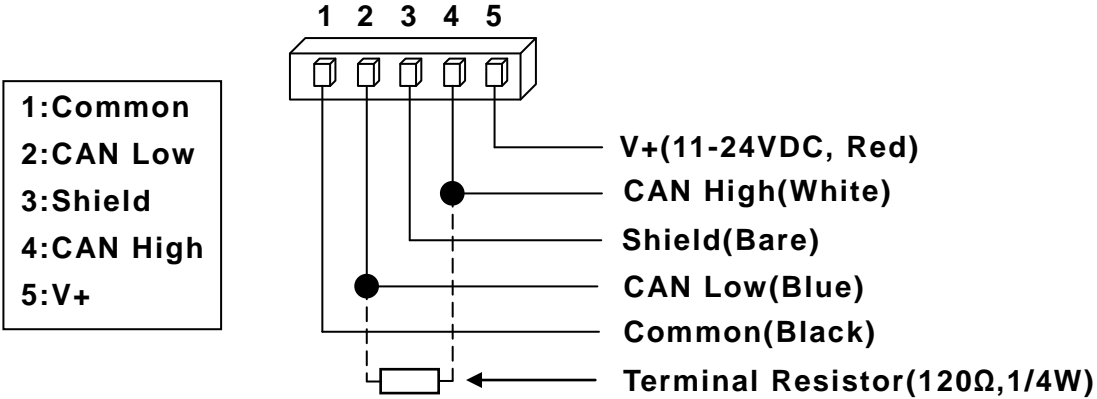 1 2 3 4 5
1:Common
2:CAN Low
3:Shield
4:CAN High
5:V+
V+(11-24VDC, Red)
CAN High(White)
Shield(Bare)
CAN Low(Blue)
Common(Black)
Terminal Resistor(120Ω,1/4W)